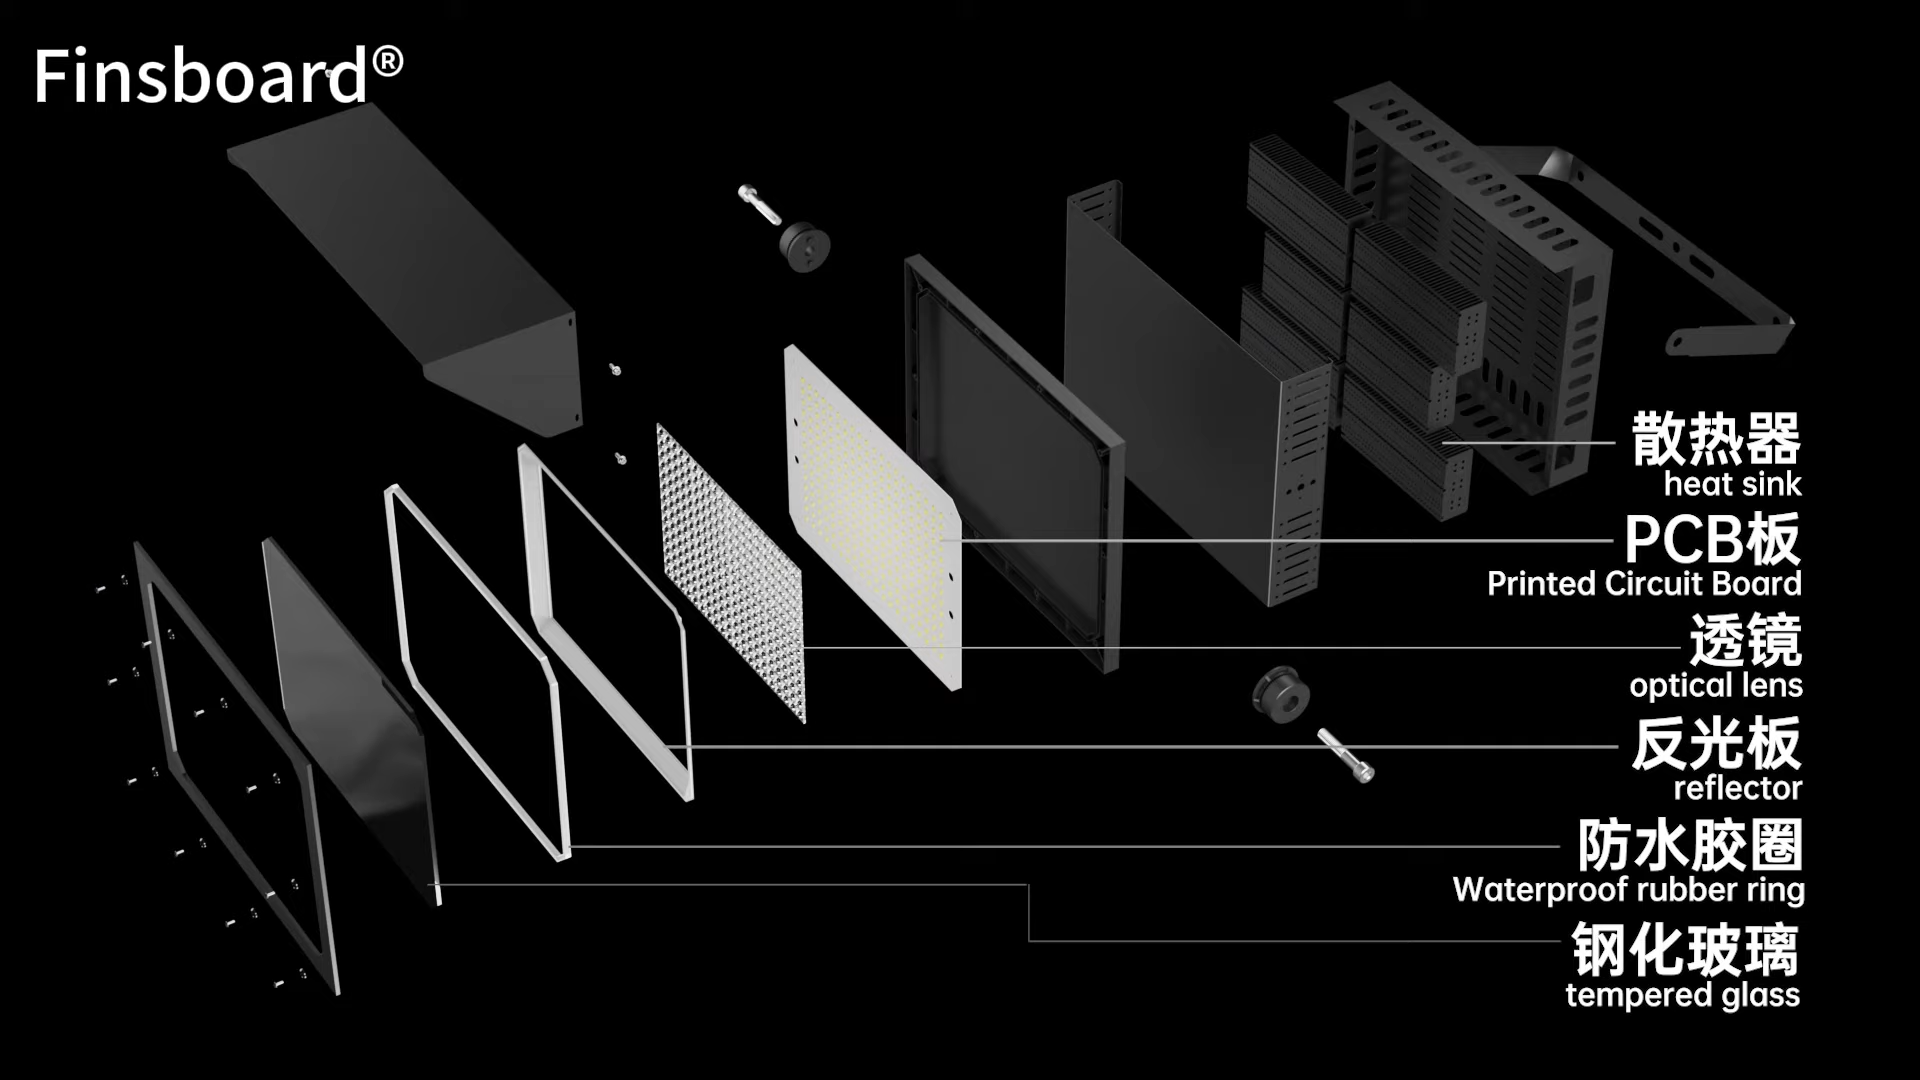 Finsboard®
散热器
heat sink
PCB板
Printed Circuit Board
透镜
optical lens
反光板
reflector
防水胶圈
Waterproof rubber ring
钢化玻璃
tempered glass